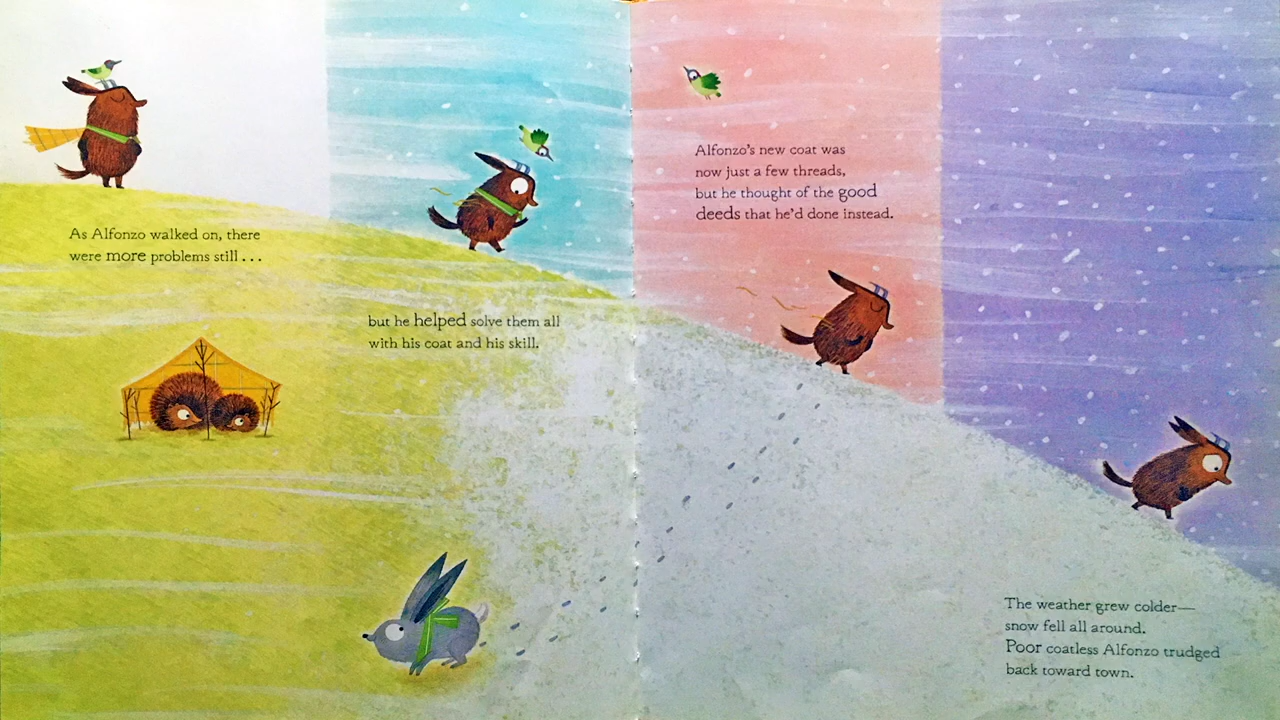 As Alfonzo walked on, there
were more problems still . . .
but he helped solve them all
with his coat and his skill.
Alfonzo's new coat was
now just a few threads,
but he thought of the good
deeds that he'd done instead.
The weather grew colder—
snow fell all around.
Poor coatless Alfonzo trudged
back toward town.